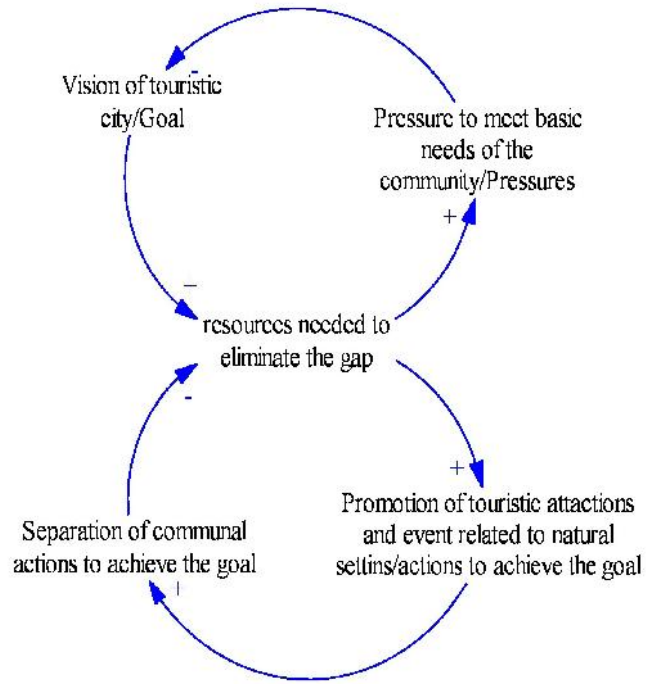 Vision of touristic
city/Goal
Pressure to meet basic
needs of the
community/Pressures
resources needed to
eliminate the gap
Separation of communal
actions to achieve the goal
Promotion of touristic attactions
and event related to natural
settins/actions to achieve the goal
-
+
–
-
+
+